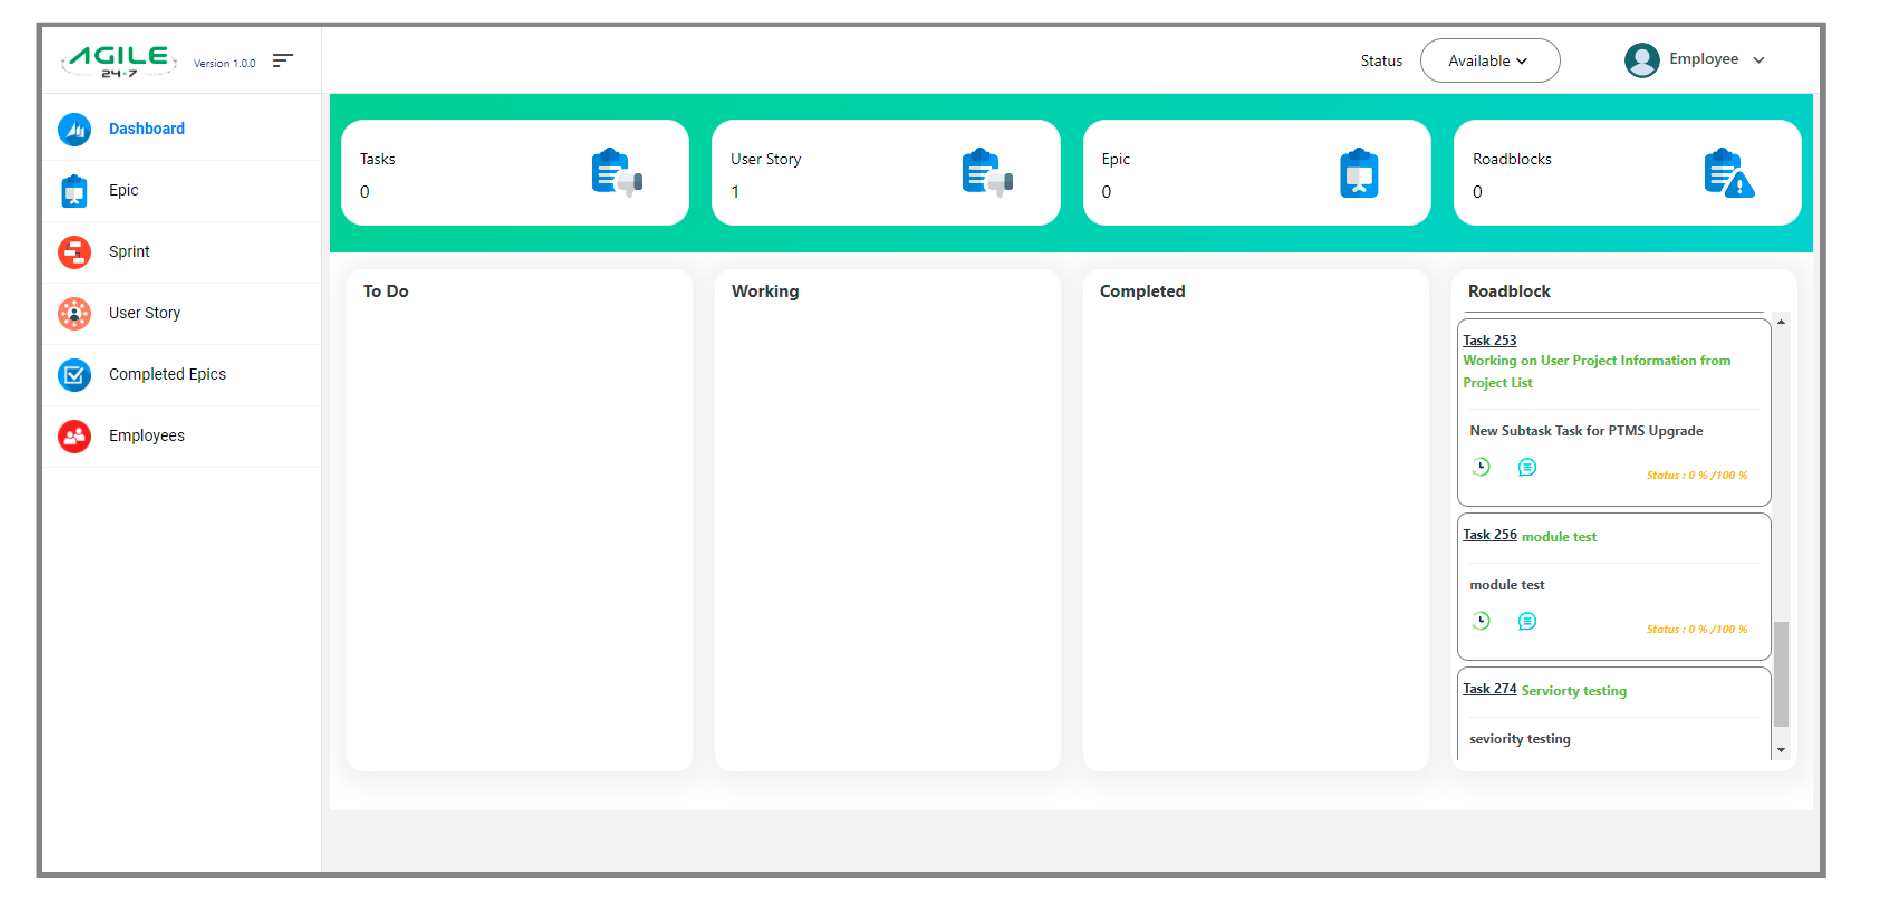 AGILE
24-7
Version 1.0.0
Status
Available
Employee
Dashboard
Epic
Sprint
User Story
Completed Epics
Employees
Tasks
0
User Story
1
Epic
0
Roadblocks
0
To Do
Working
Completed
Roadblock
Task 253
Working on User Project Information from
Project List
New Subtask Task for PTMS Upgrade
Status : 0 % /100 %
Task 256 module test
module test
Status : 0 % /100 %
Task 274 Serviorty testing
seviority testing